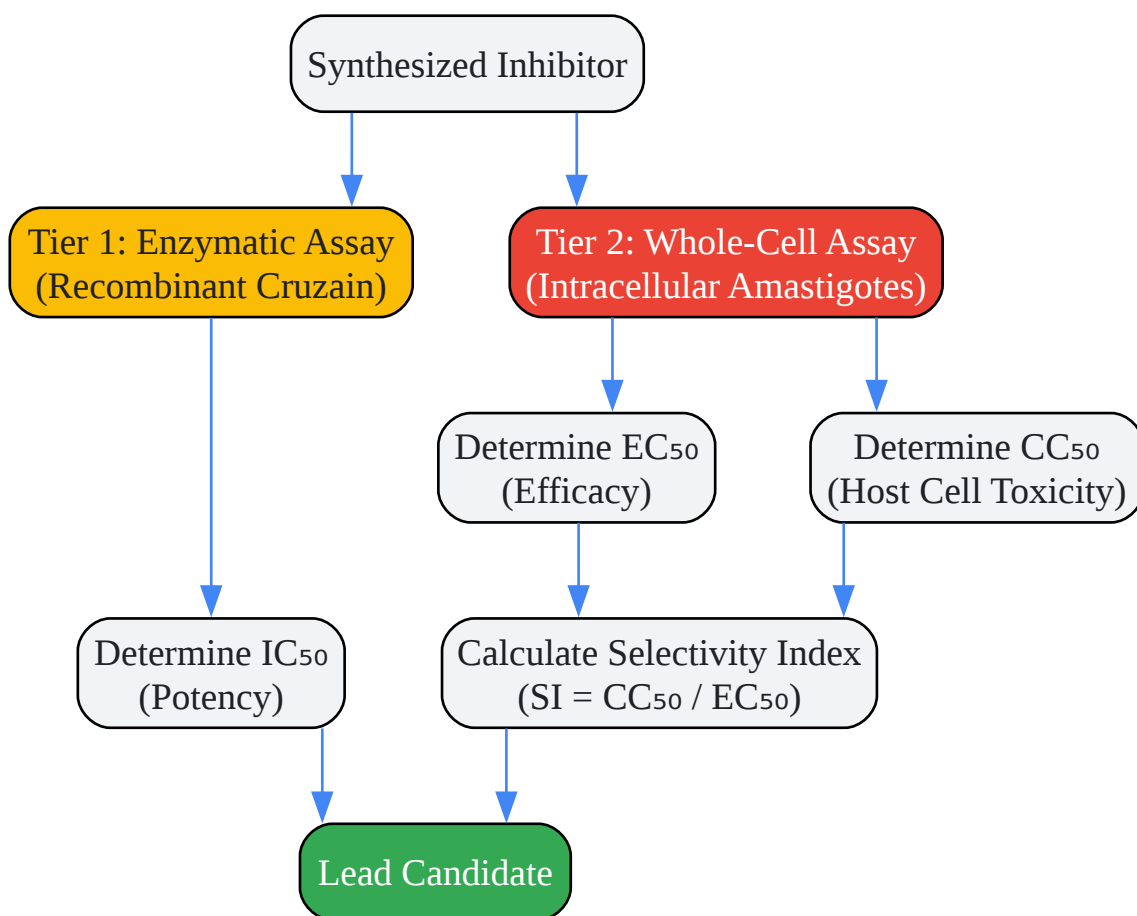 Synthesized Inhibitor
Tier 1: Enzymatic Assay
(Recombinant Cruzain)
Tier 2: Whole-Cell Assay
(Intracellular Amastigotes)
Determine EC₅₀
(Efficacy)
Determine CC₅₀
(Host Cell Toxicity)
Determine IC₅₀
(Potency)
Calculate Selectivity Index
(SI = CC₅₀ / EC₅₀)
Lead Candidate